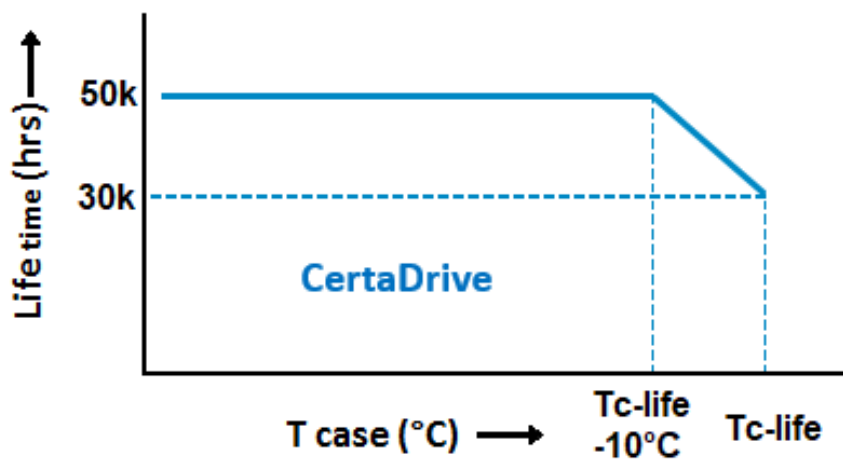 Life time (hrs)
50k
30k
CertaDrive
Tc-life
-10°C
Tc-life
T case (°C)